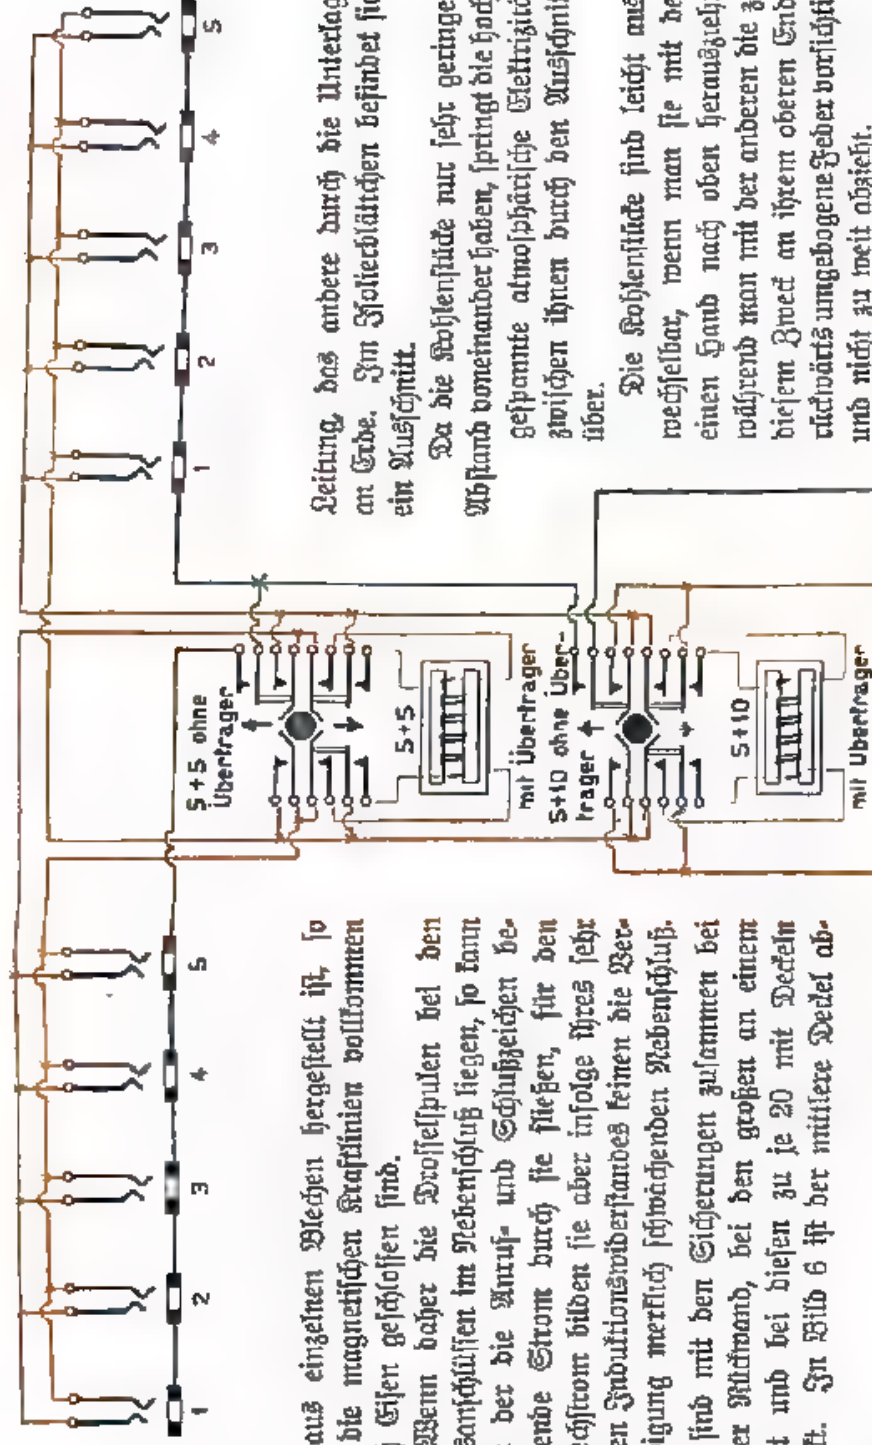 1 2 3 4 5
1 2 3 4 5
5+5 ohne
Übertrager
5+5
mit Übertrager
5+10 ohne Über-
trager
5+10
mit Übertrager
aus einzelnen Blechen hergestellt ist, so
die magnetischen Kraftlinien vollkommen
Eisen geschlossen sind.
Wenn daher die Drosselspulen bei den
sanschlüssen im Nebenschluß liegen, so kann
der die Anruf- und Schlußzeichen be-
ende Strom durch sie fließen, für den
echstrom bilden sie aber infolge ihres sehr
en Induktionswiderstandes keinen die Ver-
igung merklich schwächenden Nebenschluß.
sind mit den Sicherungen zusammen bei
er Rückwand, bei den großen an einem
t und bei diesen zu je 20 mit Deckeln
ft. In Bild 6 ist der mittlere Deckel ab-
Leitung, das andere durch die Unterlag
an Erde. Im Isolierblättchen befindet sic
ein Ausschnitt.
Da die Kohlenstücke nur sehr geringe
Abstand voneinander haben, springt die hoch
gespannte atmosphärische Elektrizitä
zwischen ihnen durch den Ausschnit
über.
Die Kohlenstücke sind leicht aus
wechselbar, wenn man sie mit de
einen Hand nach oben herauszieh
während man mit der anderen die z
diesem Zweck an ihrem oberen End
rückwärts umgebogene Feder vorsichti
und nicht zu weit abzieht.